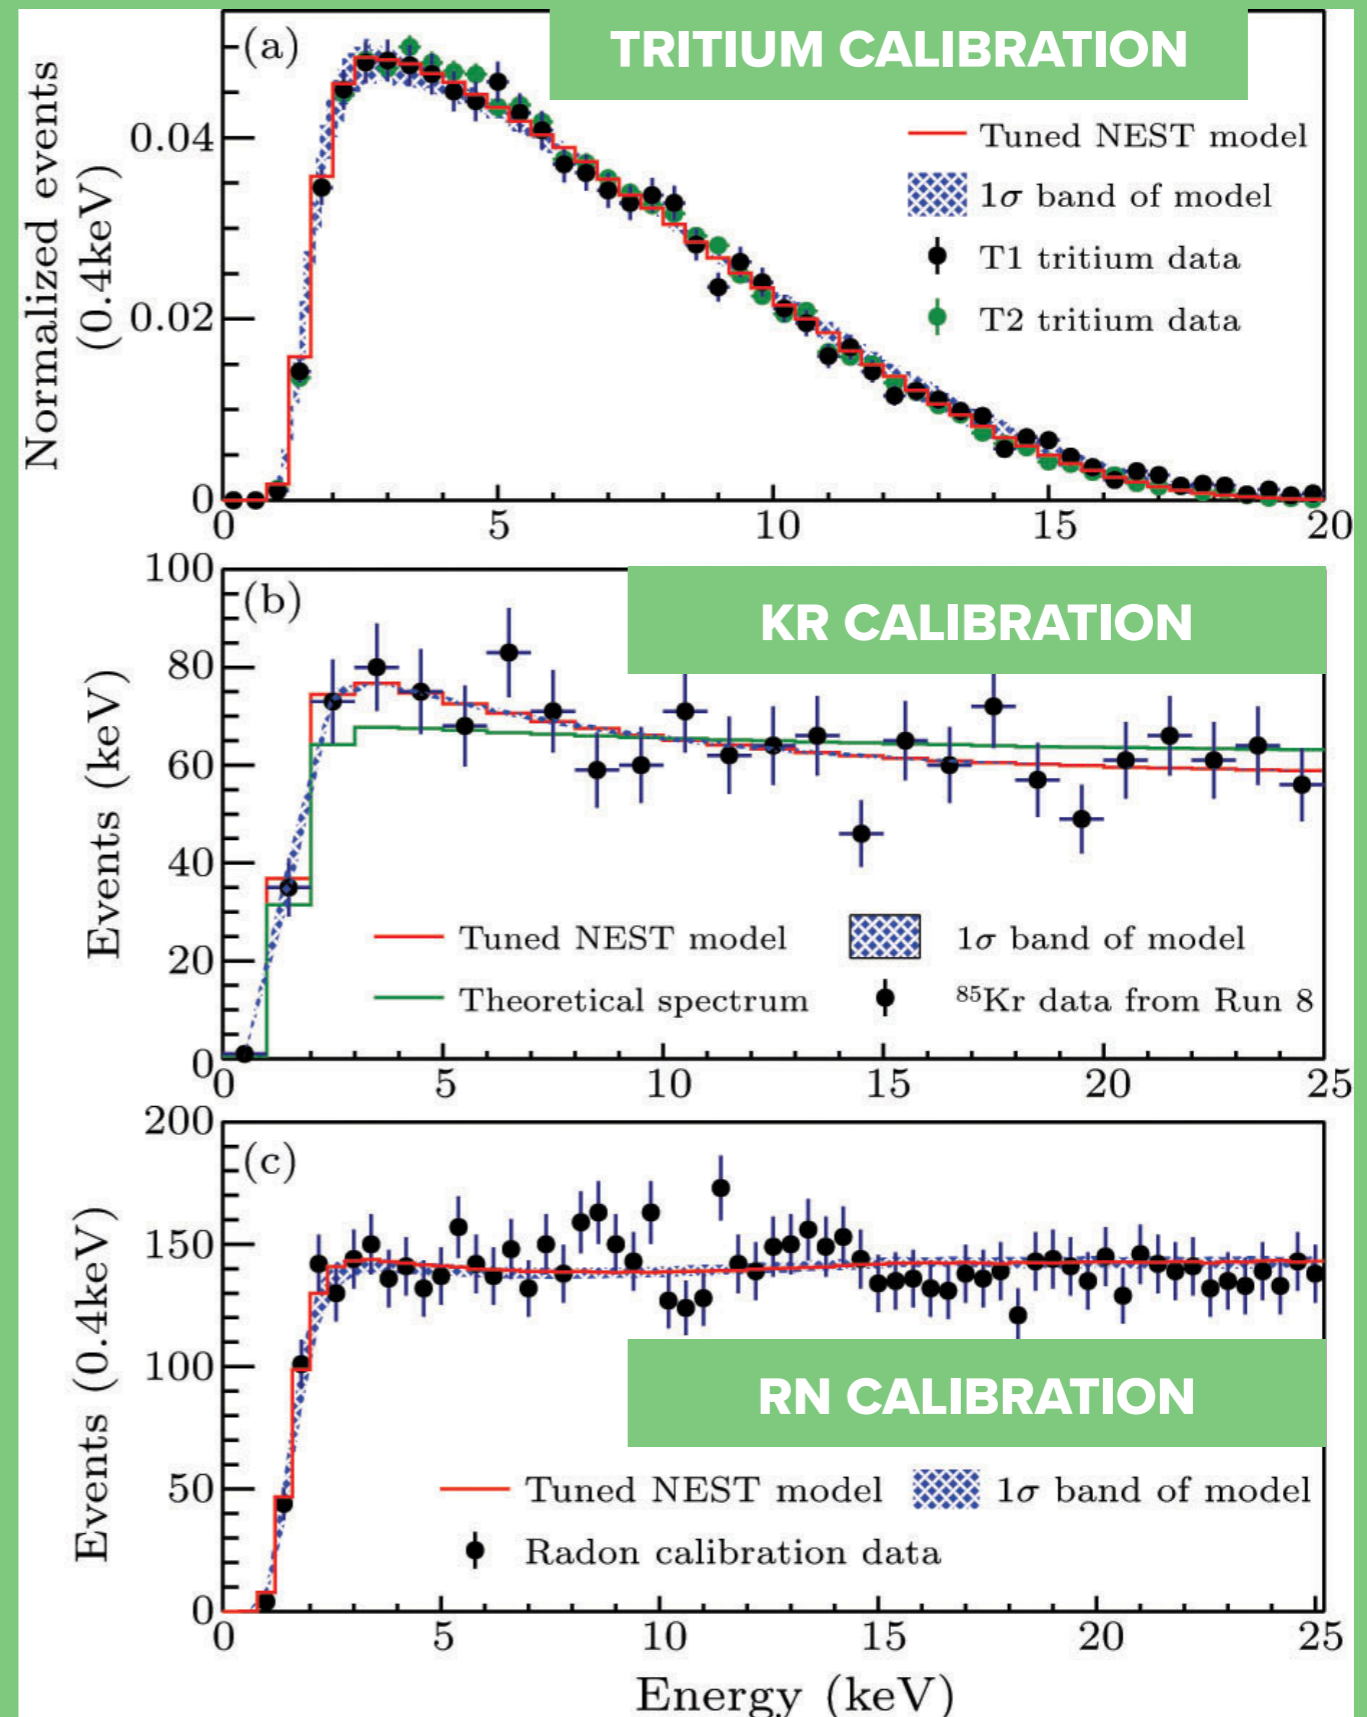 TRITIUM CALIBRATION
(a)
Normalized events
(0.4keV)
0.04
0.02
0
Tuned NEST model
1σ band of model
T1 tritium data
T2 tritium data
0 5 10 15 20
KR CALIBRATION
(b)
Events (keV)
100
80
60
40
20
0
Tuned NEST model 1σ band of model
Theoretical spectrum ⁸⁵Kr data from Run 8
0 5 10 15 20 25
(c)
Events (0.4keV)
200
150
100
50
0
RN CALIBRATION
Tuned NEST model 1σ band of model
Radon calibration data
0 5 10 15 20 25
Energy (keV)